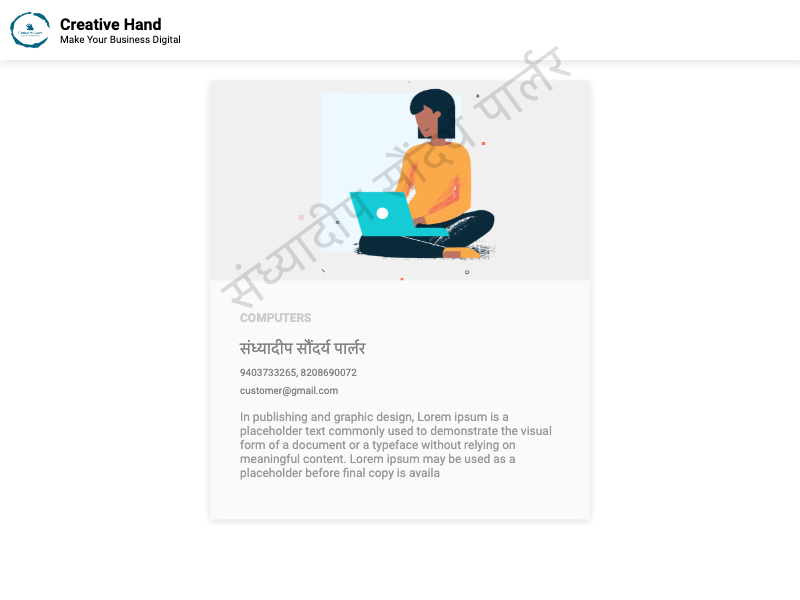 Creative Hand
Make Your Business Digital
संध्यादीप सौंदर्य पार्लर
COMPUTERS
संध्यादीप सौंदर्य पार्लर
9403733265, 8208690072
customer@gmail.com
In publishing and graphic design, Lorem ipsum is a
placeholder text commonly used to demonstrate the visual
form of a document or a typeface without relying on
meaningful content. Lorem ipsum may be used as a
placeholder before final copy is availa